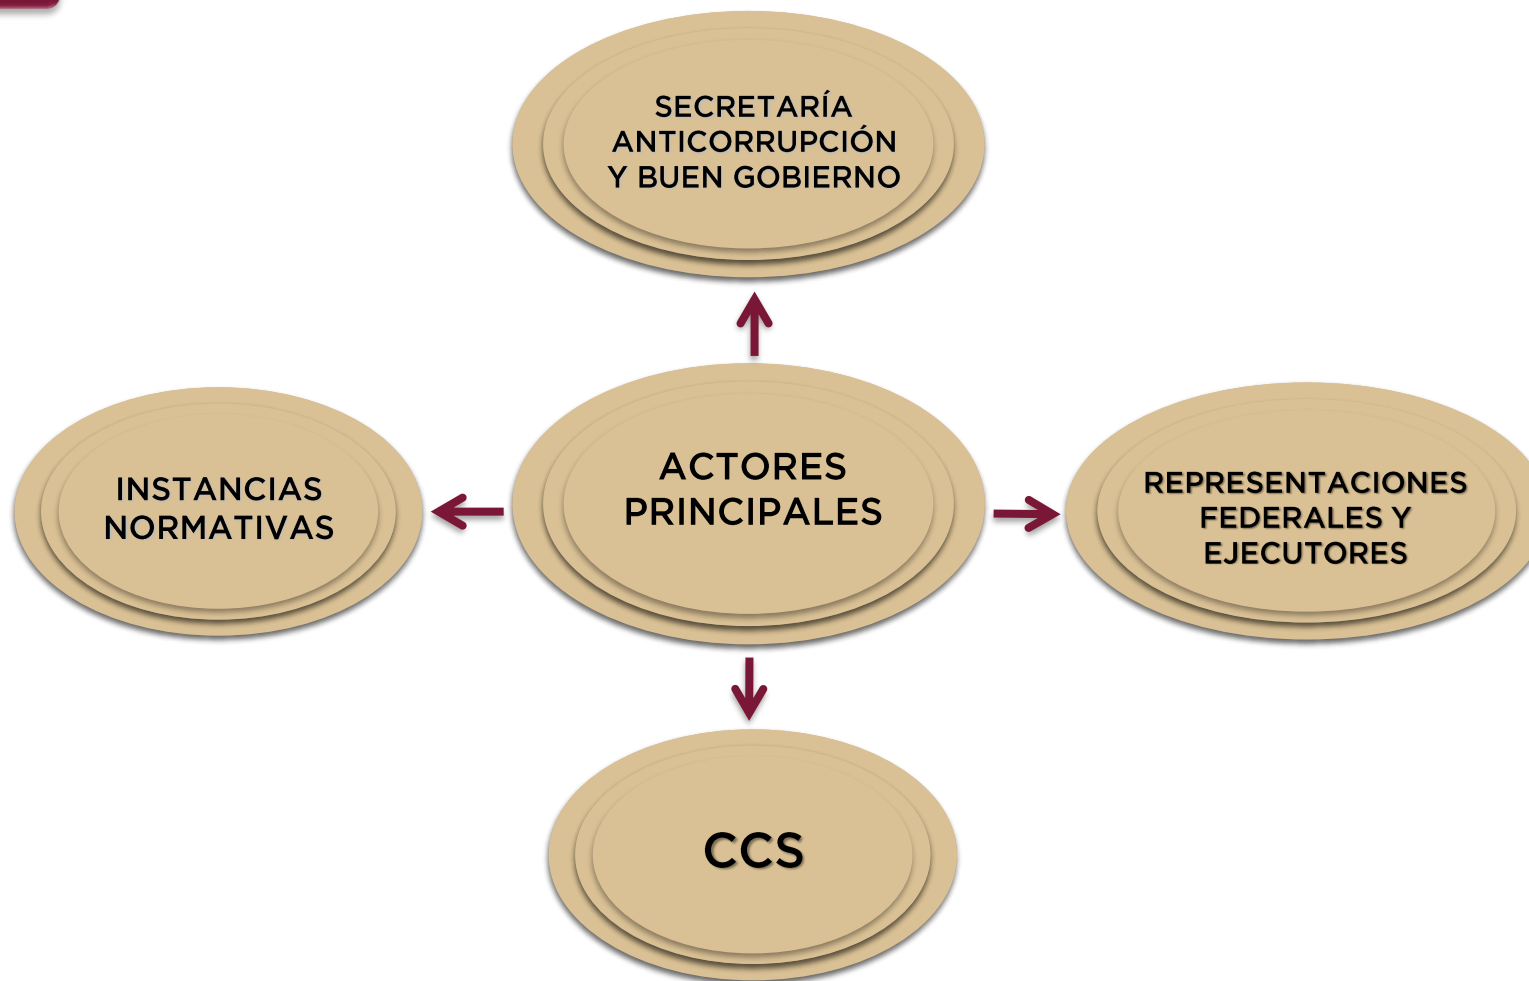 SECRETARÍA
ANTICORRUPCIÓN
Y BUEN GOBIERNO
ACTORES
PRINCIPALES
INSTANCIAS
NORMATIVAS
REPRESENTACIONES
FEDERALES Y
EJECUTORES
CCS